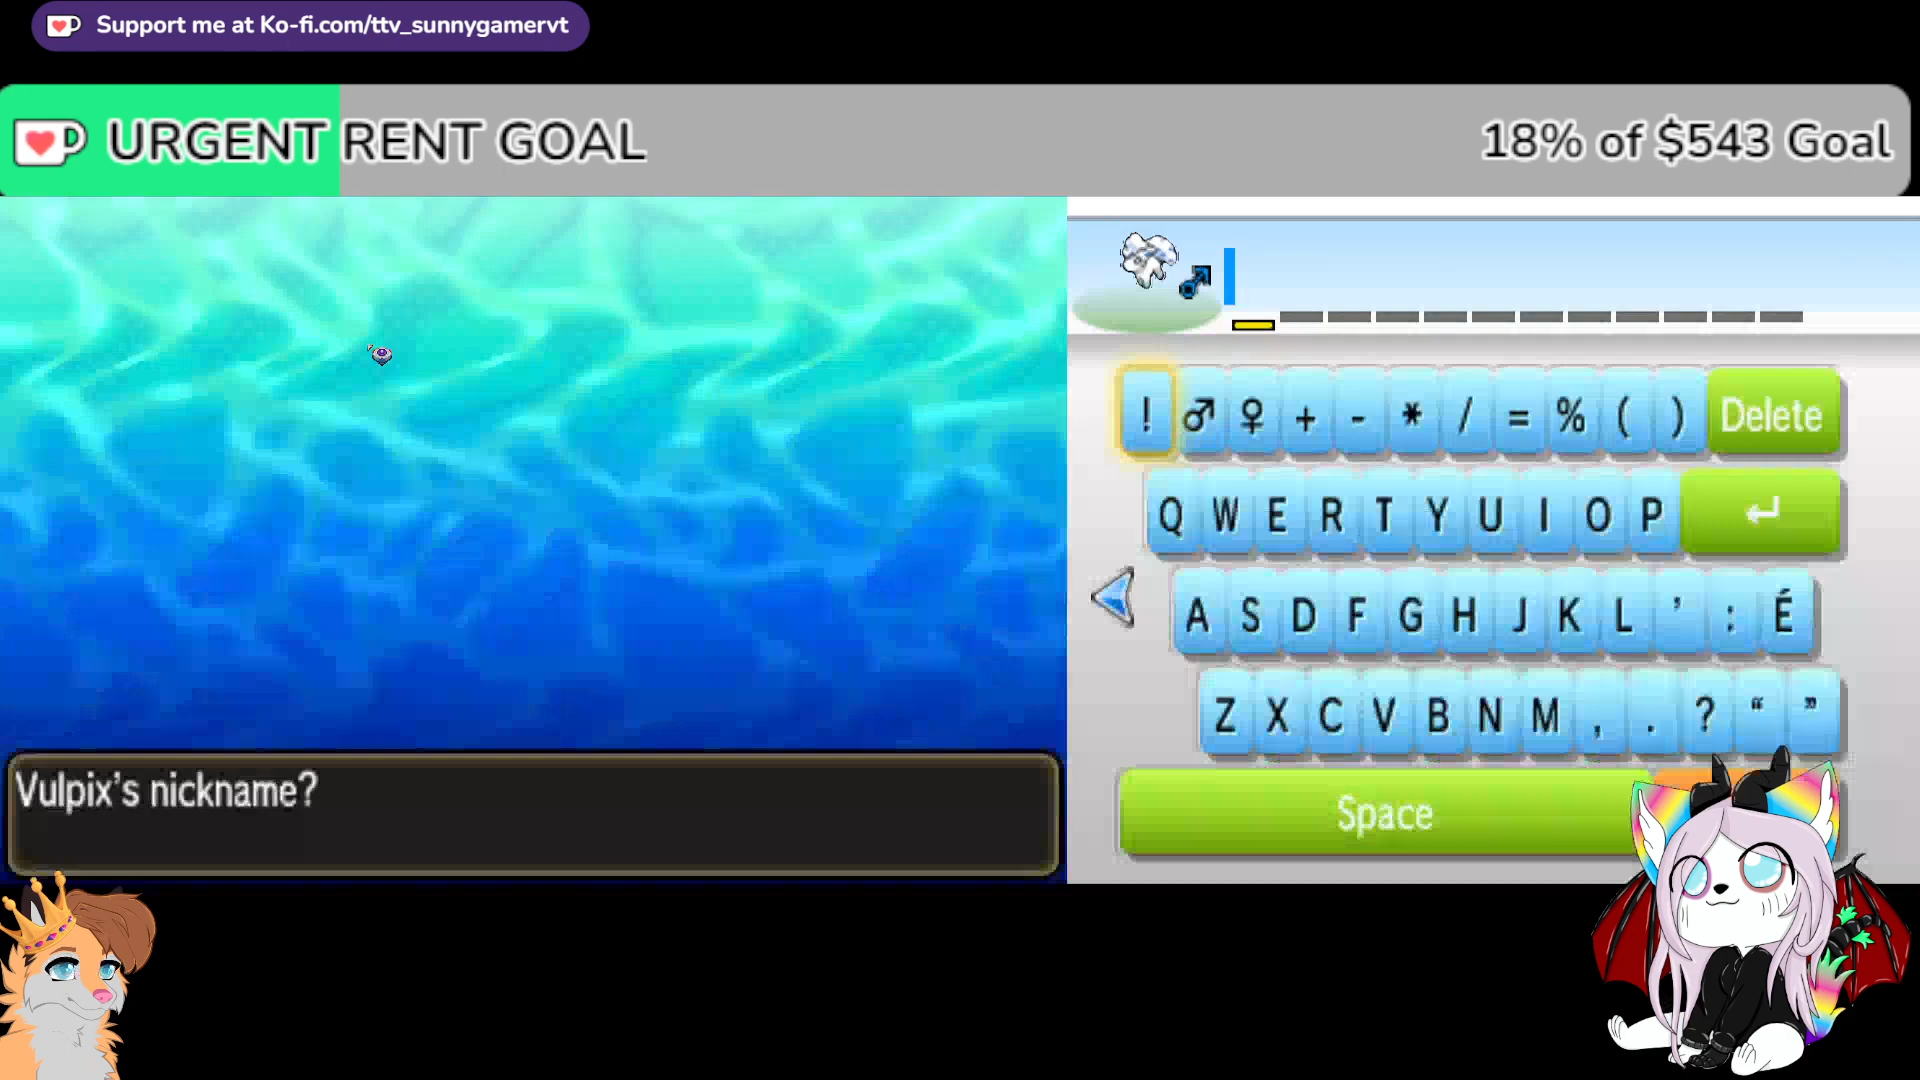 Support me at Ko-fi.com/ttv_sunnygamervt
URGENT RENT GOAL
18% of $543 Goal
! ♂ ♀ + - * / = % ( ) Delete
Q W E R T Y U I O P ↵
A S D F G H J K L ’ : É
Z X C V B N M , . ? “ ”
Space
Vulpix’s nickname?